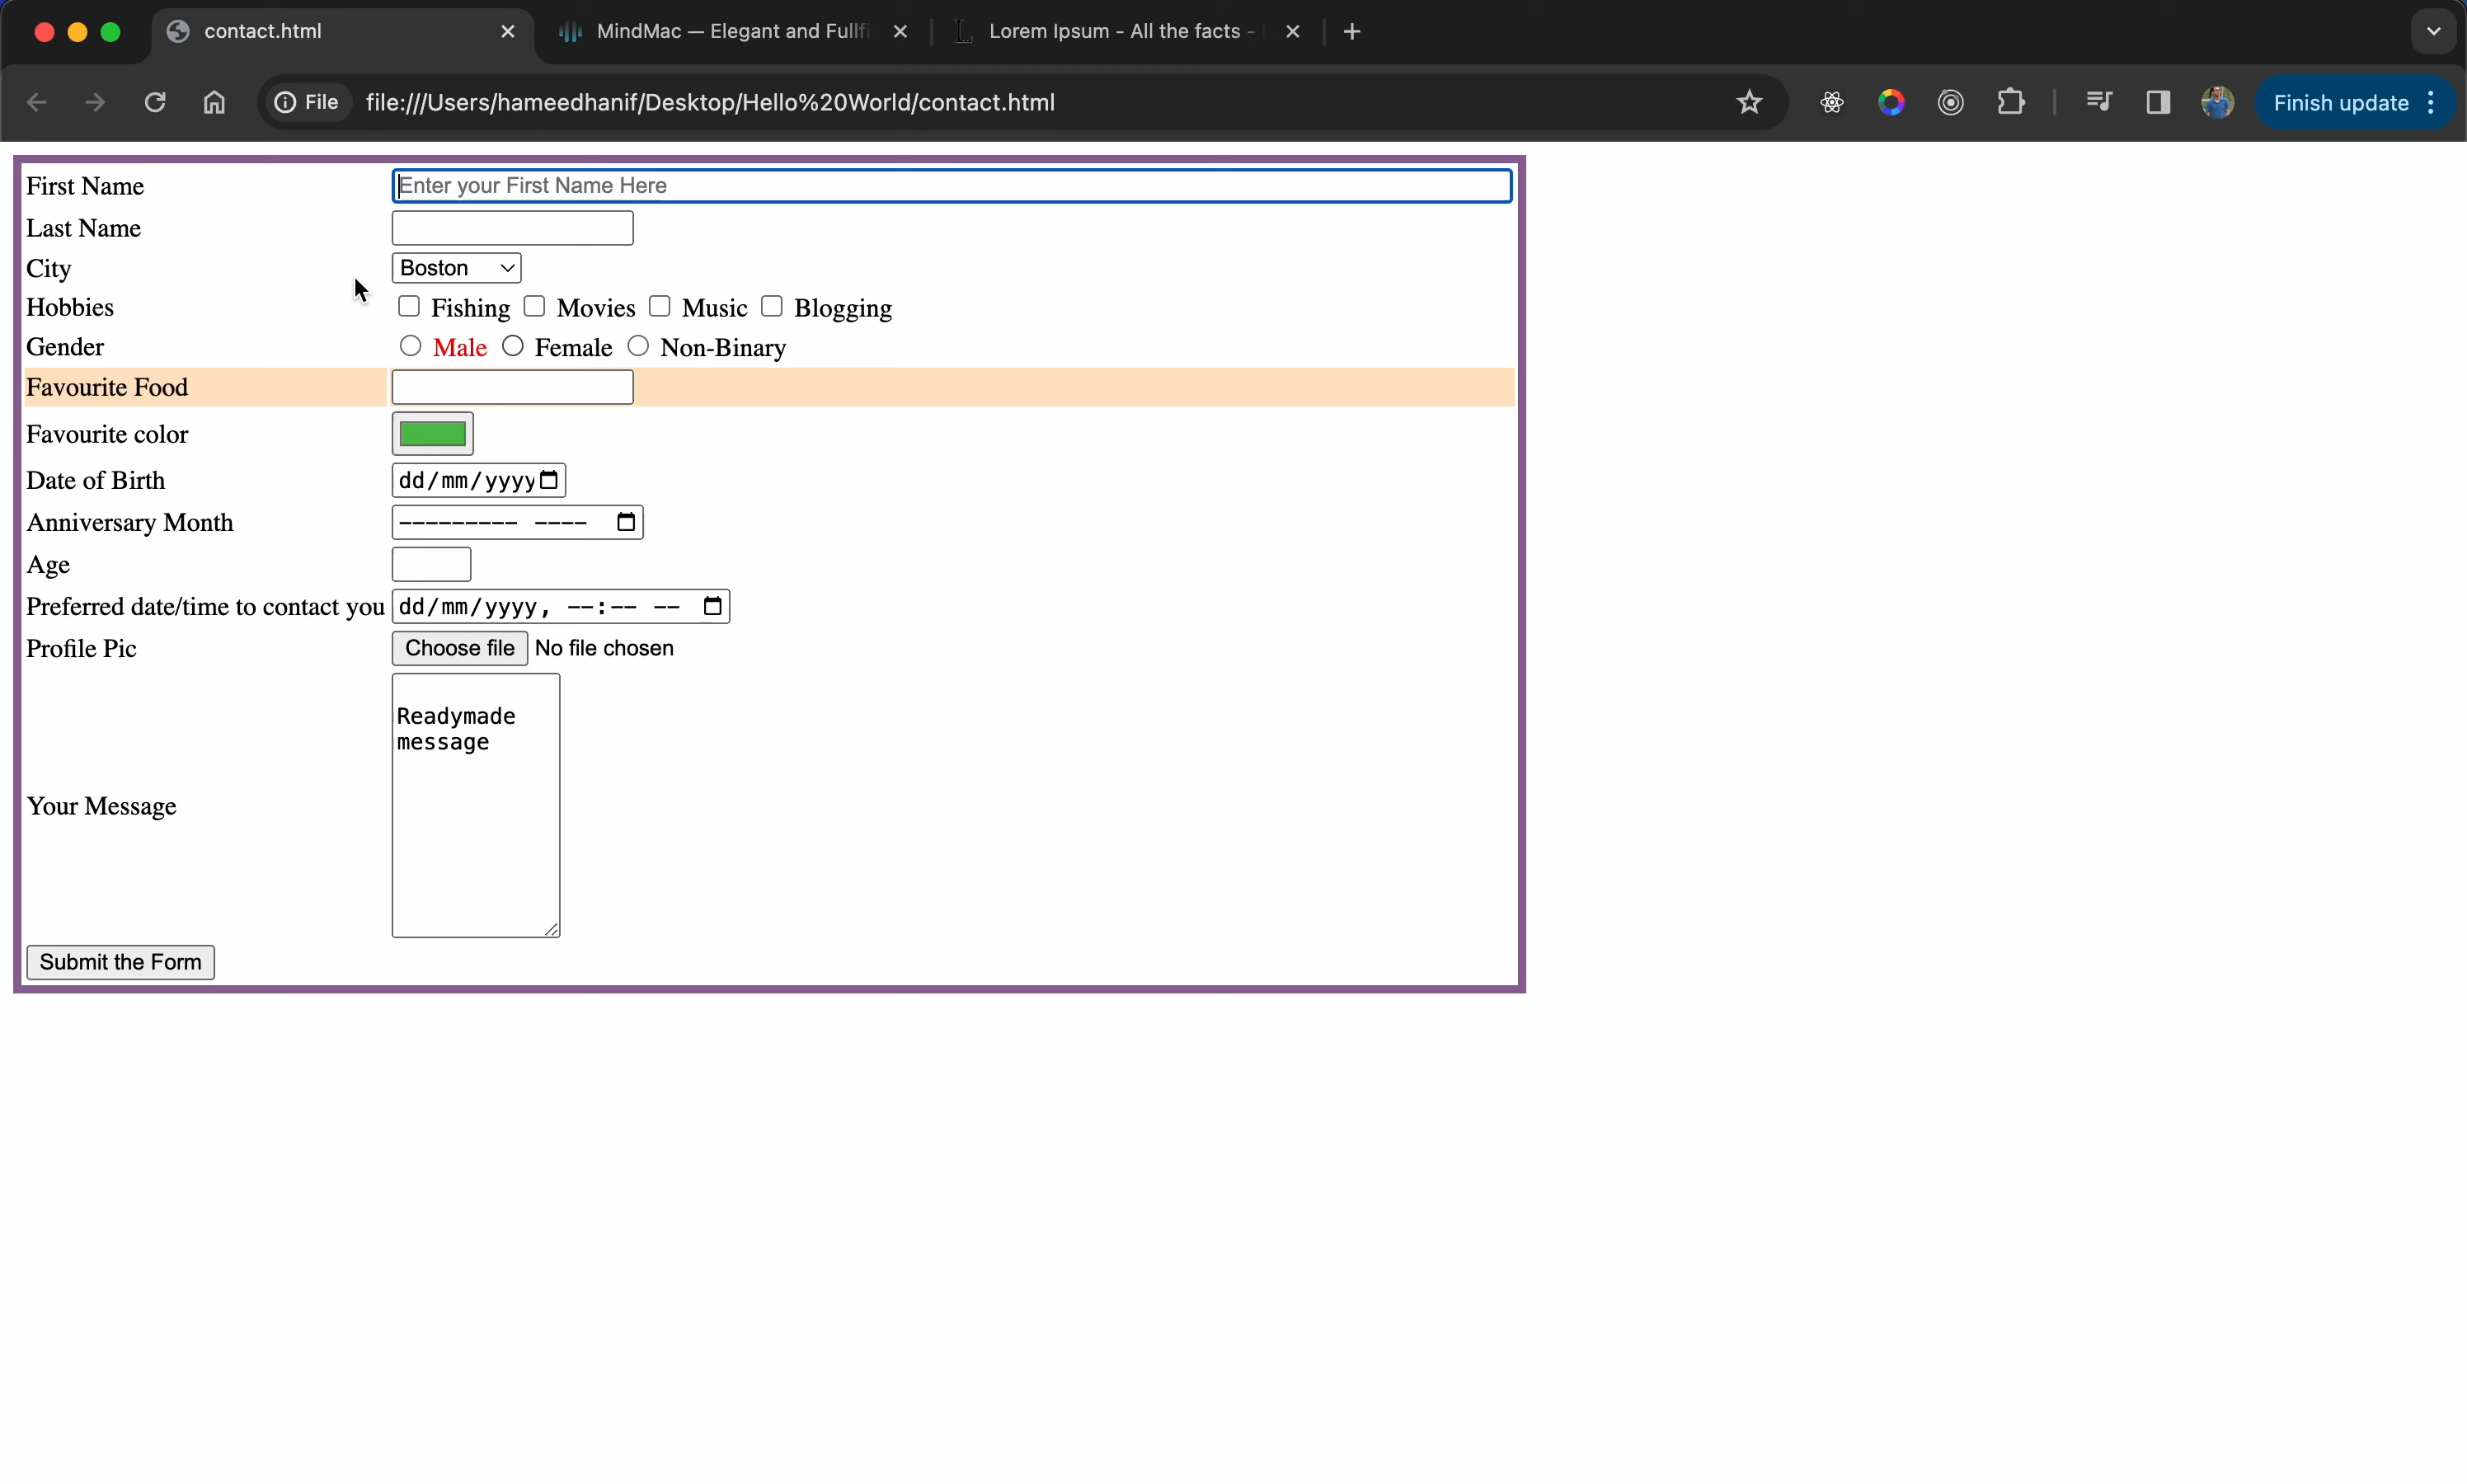 contact.html
MindMac — Elegant and Fullfi
Lorem Ipsum - All the facts -
File file:///Users/hameedhanif/Desktop/Hello%20World/contact.html
Finish update
First Name Enter your First Name Here
Last Name
City Boston
Hobbies Fishing Movies Music Blogging
Gender Male Female Non-Binary
Favourite Food
Favourite color
Date of Birth dd/mm/yyyy
Anniversary Month --------- ----
Age
Preferred date/time to contact you dd/mm/yyyy, --:-- --
Profile Pic Choose file No file chosen
Readymade
message
Your Message
Submit the Form